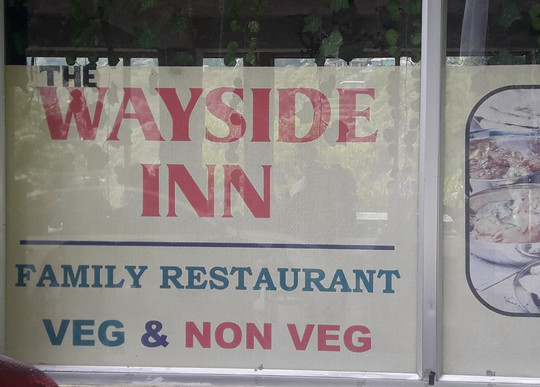 THE
WAYSIDE
INN
FAMILY RESTAURANT
VEG & NON VEG